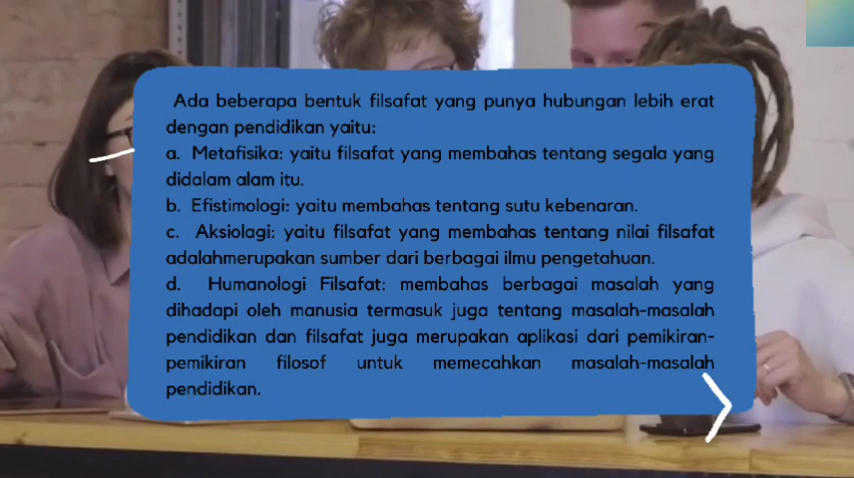 Ada beberapa bentuk filsafat yang punya hubungan lebih erat
dengan pendidikan yaitu:
a. Metafisika: yaitu filsafat yang membahas tentang segala yang
didalam alam itu.
b. Efistimologi: yaitu membahas tentang sutu kebenaran.
c. Aksiolagi: yaitu filsafat yang membahas tentang nilai filsafat
adalahmerupakan sumber dari berbagai ilmu pengetahuan.
d. Humanologi Filsafat: membahas berbagai masalah yang
dihadapi oleh manusia termasuk juga tentang masalah-masalah
pendidikan dan filsafat juga merupakan aplikasi dari pemikiran-
pemikiran filosof untuk memecahkan masalah-masalah
pendidikan.